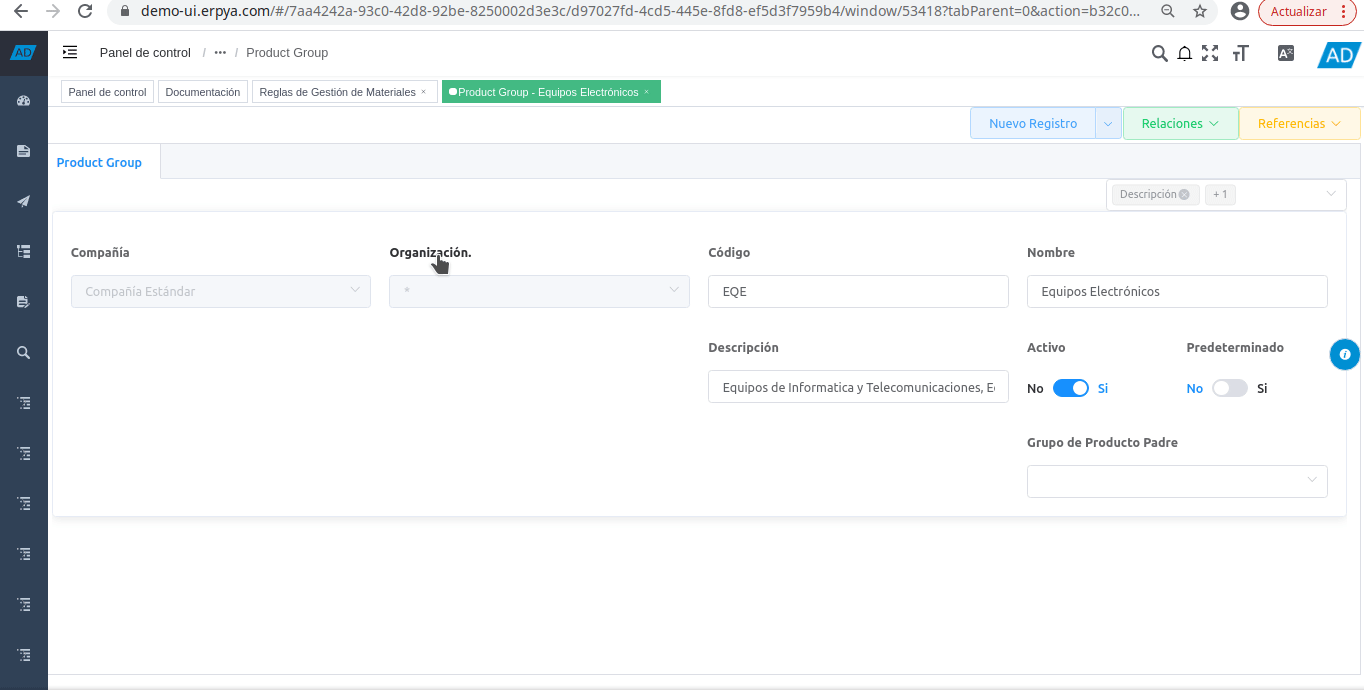 demo-ui.erpya.com/#/7aa4242a-93c0-42d8-92be-8250002d3e3c/d97027fd-4cd5-445e-8fd8-ef5d3f7959b4/window/53418?tabParent=0&action=b32c0... Actualizar
AD Panel de control / ··· / Product Group AD
Panel de control Documentación Reglas de Gestión de Materiales × Product Group - Equipos Electrónicos ×
Nuevo Registro Relaciones Referencias
Product Group
Descripción + 1
Compañía Organización. Código Nombre
Compañia Estándar * EQE Equipos Electrónicos
Descripción Activo Predeterminado
Equipos de Informatica y Telecomunicaciones, E No Si No Si
Grupo de Producto Padre